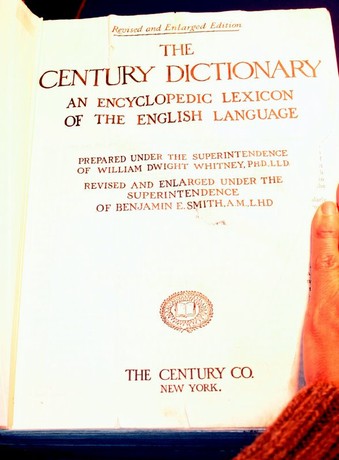 Revised and Enlarged Edition
THE
CENTURY DICTIONARY
AN ENCYCLOPEDIC LEXICON
OF THE ENGLISH LANGUAGE
PREPARED UNDER THE SUPERINTENDENCE
OF WILLIAM DWIGHT WHITNEY, PHD. LL.D
REVISED AND ENLARGED UNDER THE
SUPERINTENDENCE
OF BENJAMIN E. SMITH, A.M., L.H.D
THE CENTURY CO.
NEW YORK.